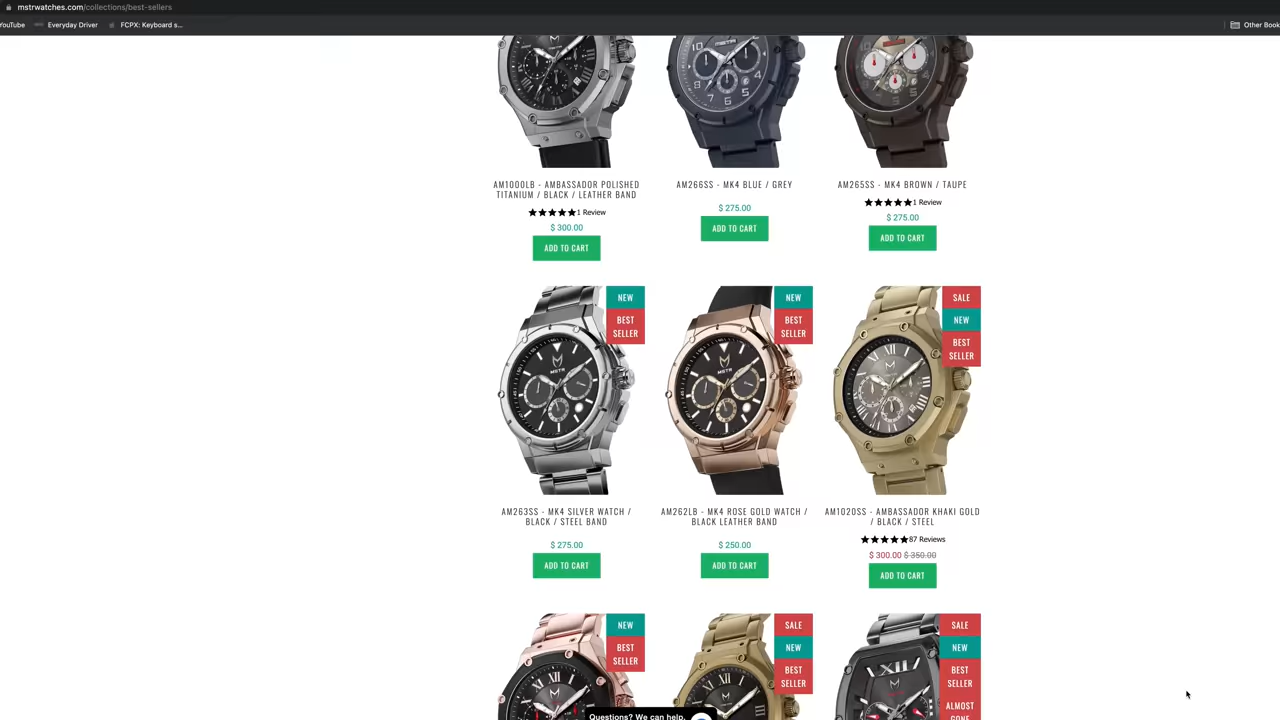 mstrwatches.com/collections/best-sellers
YouTube
Everyday Driver
FCPX: Keyboard s...
Other Book
AM1000LB - AMBASSADOR POLISHED
TITANIUM / BLACK / LEATHER BAND
1 Review
$ 300.00
ADD TO CART
AM266SS - MK4 BLUE / GREY
$ 275.00
ADD TO CART
AM265SS - MK4 BROWN / TAUPE
1 Review
$ 275.00
ADD TO CART
NEW
BEST
SELLER
MSTR
AM263SS - MK4 SILVER WATCH /
BLACK / STEEL BAND
$ 275.00
ADD TO CART
NEW
BEST
SELLER
MSTR
AM262LB - MK4 ROSE GOLD WATCH /
BLACK LEATHER BAND
$ 250.00
ADD TO CART
SALE
NEW
BEST
SELLER
AM1020SS - AMBASSADOR KHAKI GOLD
/ BLACK / STEEL
87 Reviews
$ 300.00 $ 350.00
ADD TO CART
NEW
BEST
SELLER
SALE
NEW
BEST
SELLER
SALE
NEW
BEST
SELLER
ALMOST
GONE
Questions? We can help.